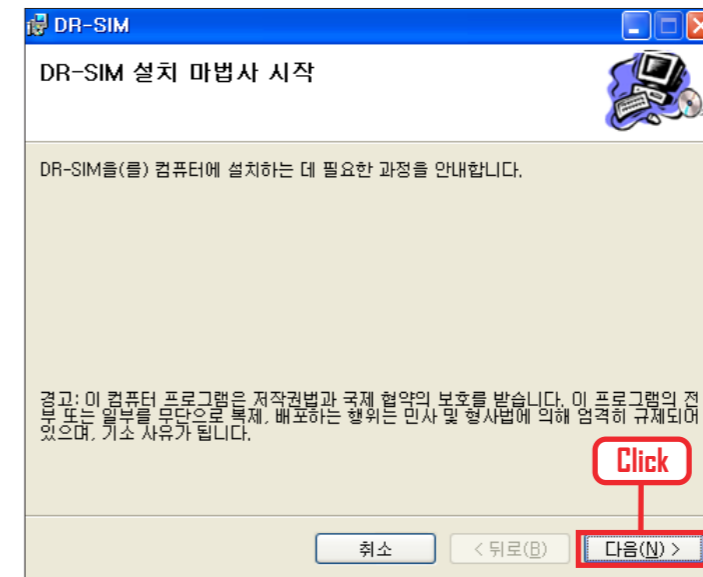 DR-SIM
DR-SIM 설치 마법사 시작
DR-SIM을(를) 컴퓨터에 설치하는 데 필요한 과정을 안내합니다.
경고: 이 컴퓨터 프로그램은 저작권법과 국제 협약의 보호를 받습니다. 이 프로그램의 전
부 또는 일부를 무단으로 복제, 배포하는 행위는 민사 및 형사법에 의해 엄격히 규제되어
있으며, 기소 사유가 됩니다.
Click
취소 < 뒤로(B) 다음(N) >